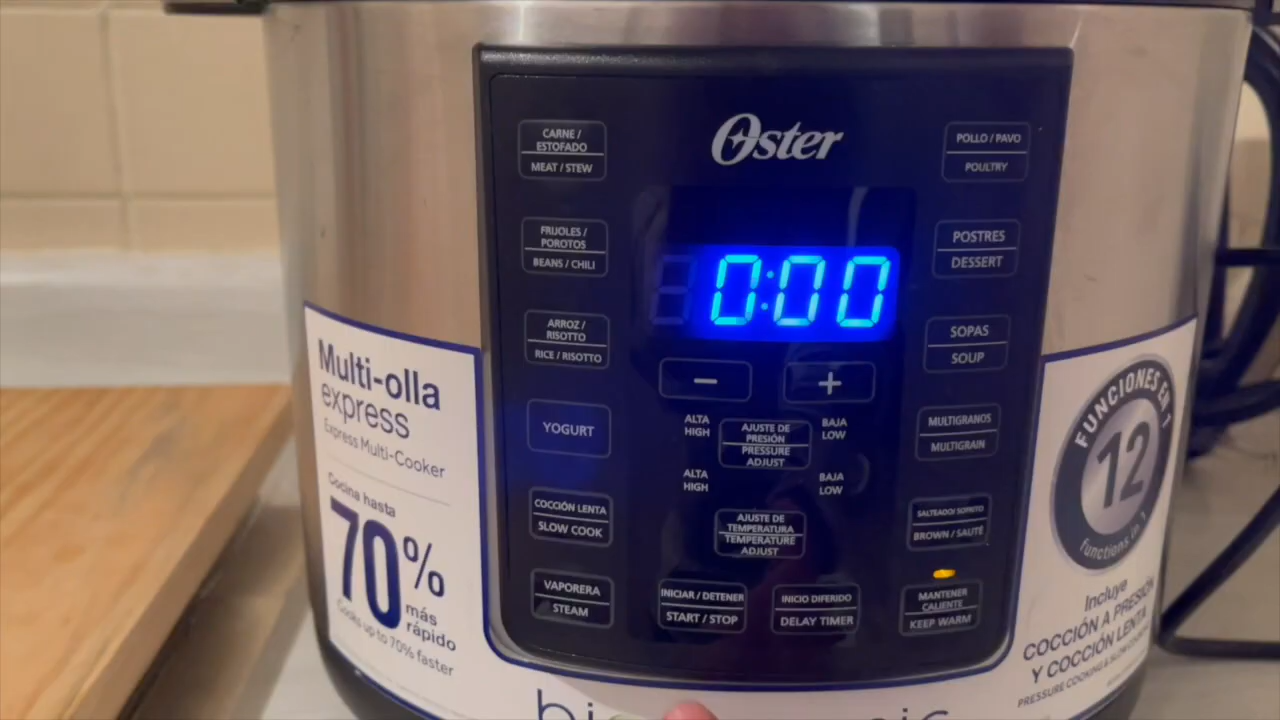 Oster
0:00
CARNE /
ESTOFADO
MEAT / STEW
FRIJOLES /
POROTOS
BEANS / CHILI
ARROZ /
RISOTTO
RICE / RISOTTO
YOGURT
COCCIÓN LENTA
SLOW COOK
VAPORERA
STEAM
POLLO / PAVO
POULTRY
POSTRES
DESSERT
SOPAS
SOUP
MULTIGRANOS
MULTIGRAIN
SALTEADO/ SOFRITO
BROWN / SAUTÉ
MANTENER
CALIENTE
KEEP WARM
− +
ALTA
HIGH
AJUSTE DE
PRESIÓN
PRESSURE
ADJUST
BAJA
LOW
ALTA
HIGH
BAJA
LOW
AJUSTE DE
TEMPERATURA
TEMPERATURE
ADJUST
INICIAR / DETENER
START / STOP
INICIO DIFERIDO
DELAY TIMER
Multi-olla
express
Express Multi-Cooker
Cocina hasta
70%
más
rápido
Cooks up to 70% faster
FUNCIONES EN 1
12
functions in 1
Incluye
COCCIÓN A PRESIÓN
Y COCCIÓN LENTA